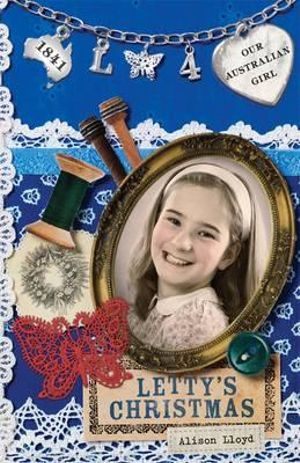 1841
L
4
OUR
AUSTRALIAN
GIRL
LETTY'S
CHRISTMAS
Alison Lloyd